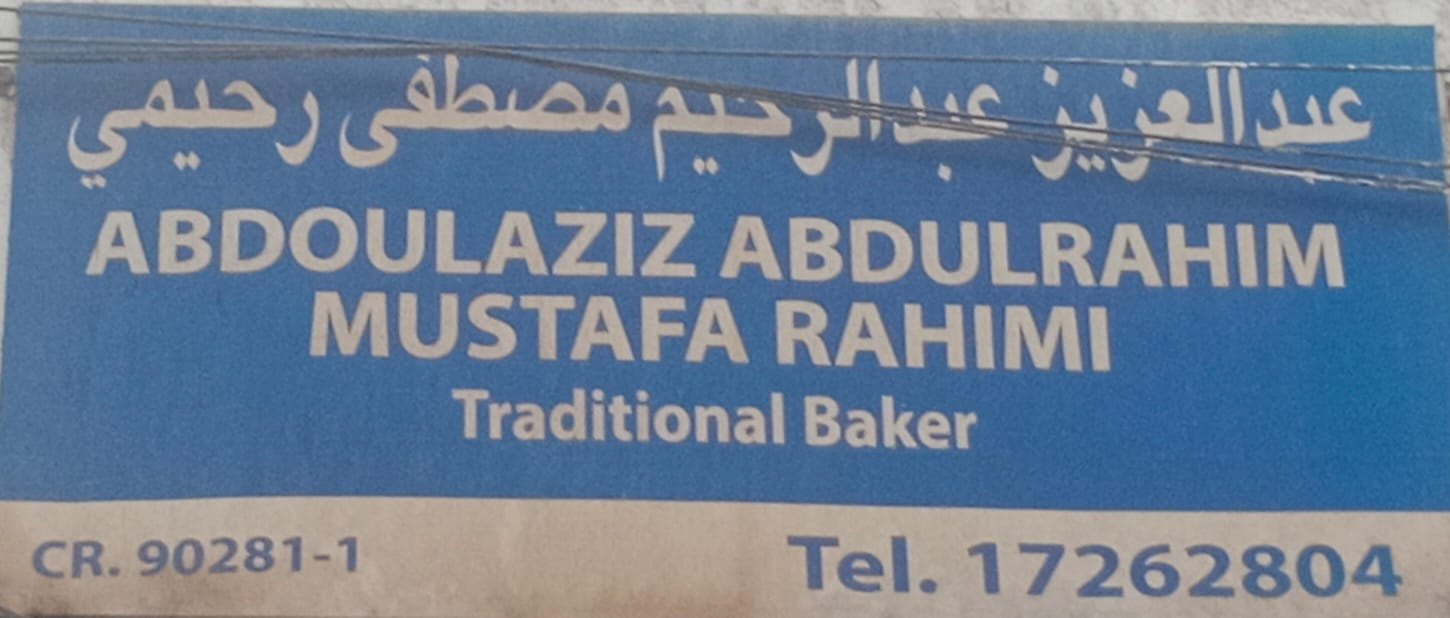 عبدالعزيز عبدالرحيم مصطفى رحيمي
ABDOULAZIZ ABDULRAHIM
MUSTAFA RAHIMI
Traditional Baker
CR. 90281-1 Tel. 17262804